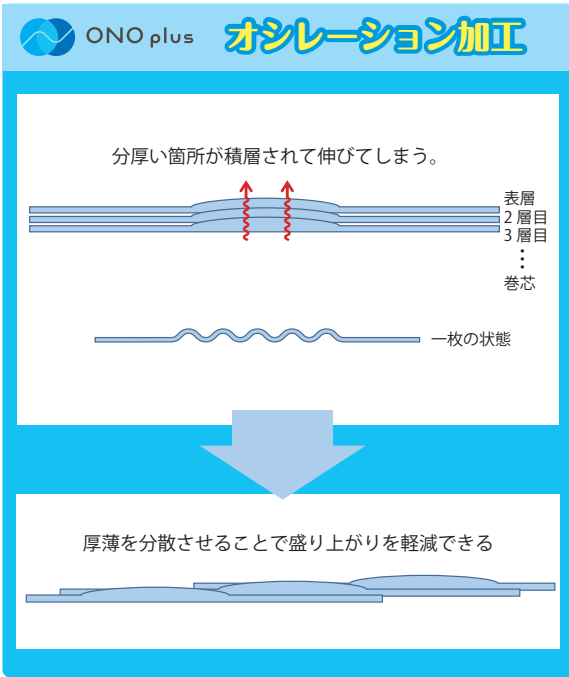 ONO plus オシレーション加工
分厚い箇所が積層されて伸びてしまう。
表層
2 層目
3 層目
⋮
巻芯
一枚の状態
厚薄を分散させることで盛り上がりを軽減できる